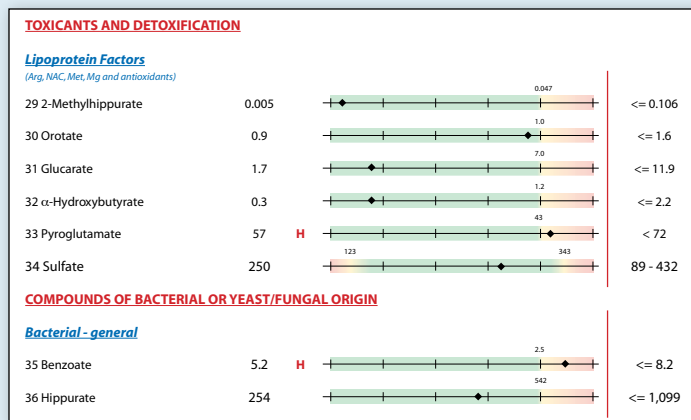 TOXICANTS AND DETOXIFICATION
Lipoprotein Factors
(Arg, NAC, Met, Mg and antioxidants)
0.047
29 2-Methylhippurate 0.005 <= 0.106
1.0
30 Orotate 0.9 <= 1.6
7.0
31 Glucarate 1.7 <= 11.9
1.2
32 α-Hydroxybutyrate 0.3 <= 2.2
43
33 Pyroglutamate 57 H < 72
123 343
34 Sulfate 250 89 - 432
COMPOUNDS OF BACTERIAL OR YEAST/FUNGAL ORIGIN
Bacterial - general
2.5
35 Benzoate 5.2 H <= 8.2
542
36 Hippurate 254 <= 1,099